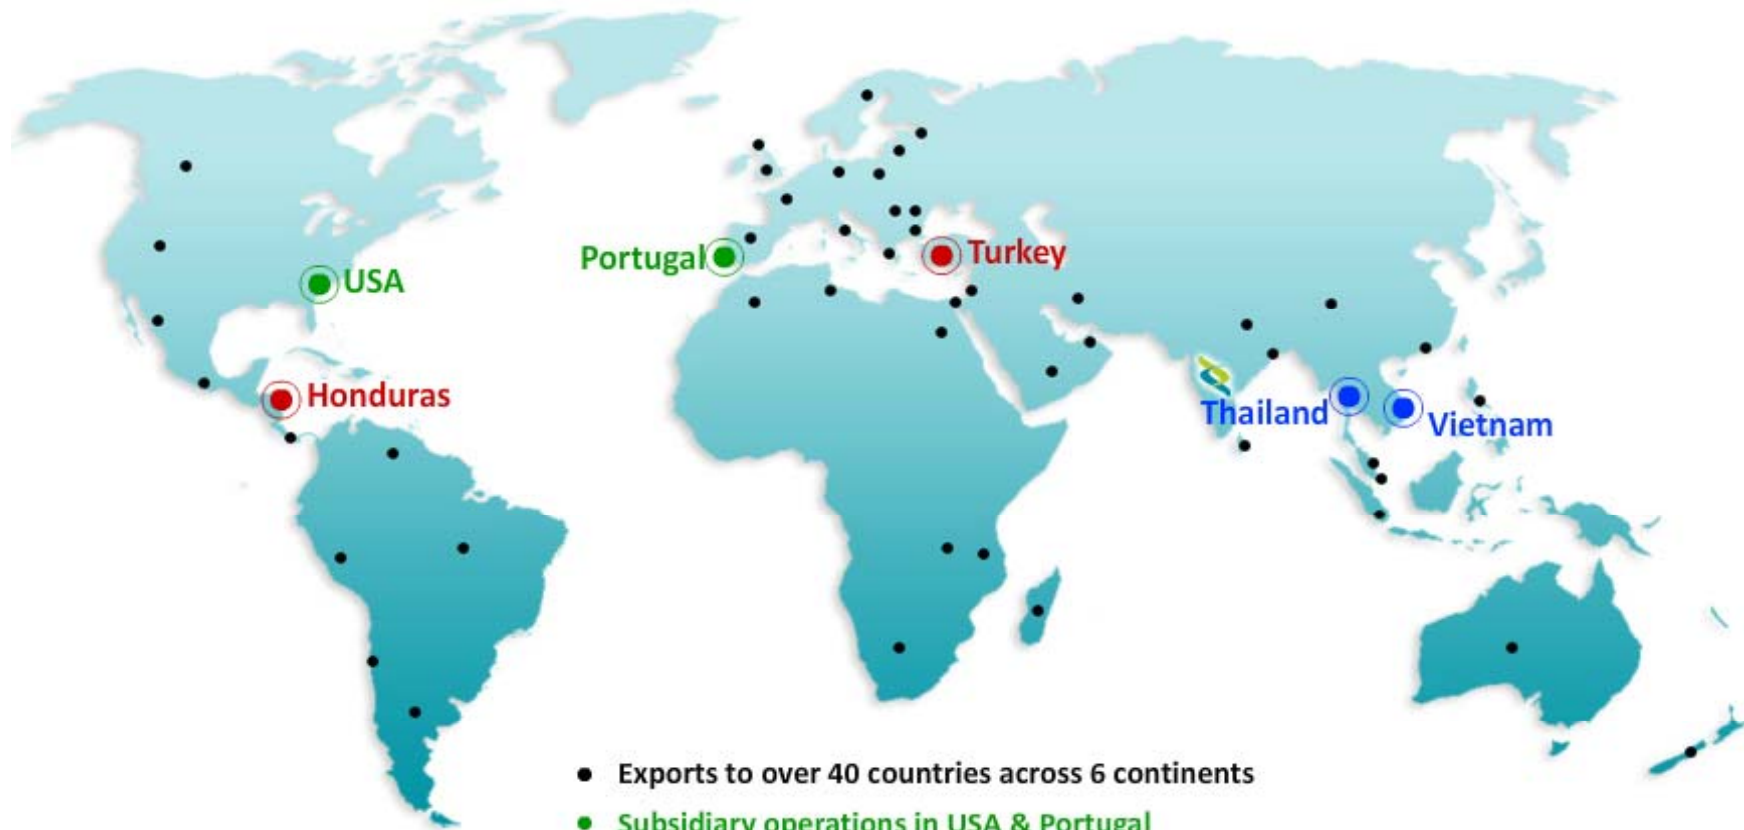 Portugal
Turkey
USA
Honduras
Thailand
Vietnam
Exports to over 40 countries across 6 continents
Subsidiary operations in USA & Portugal